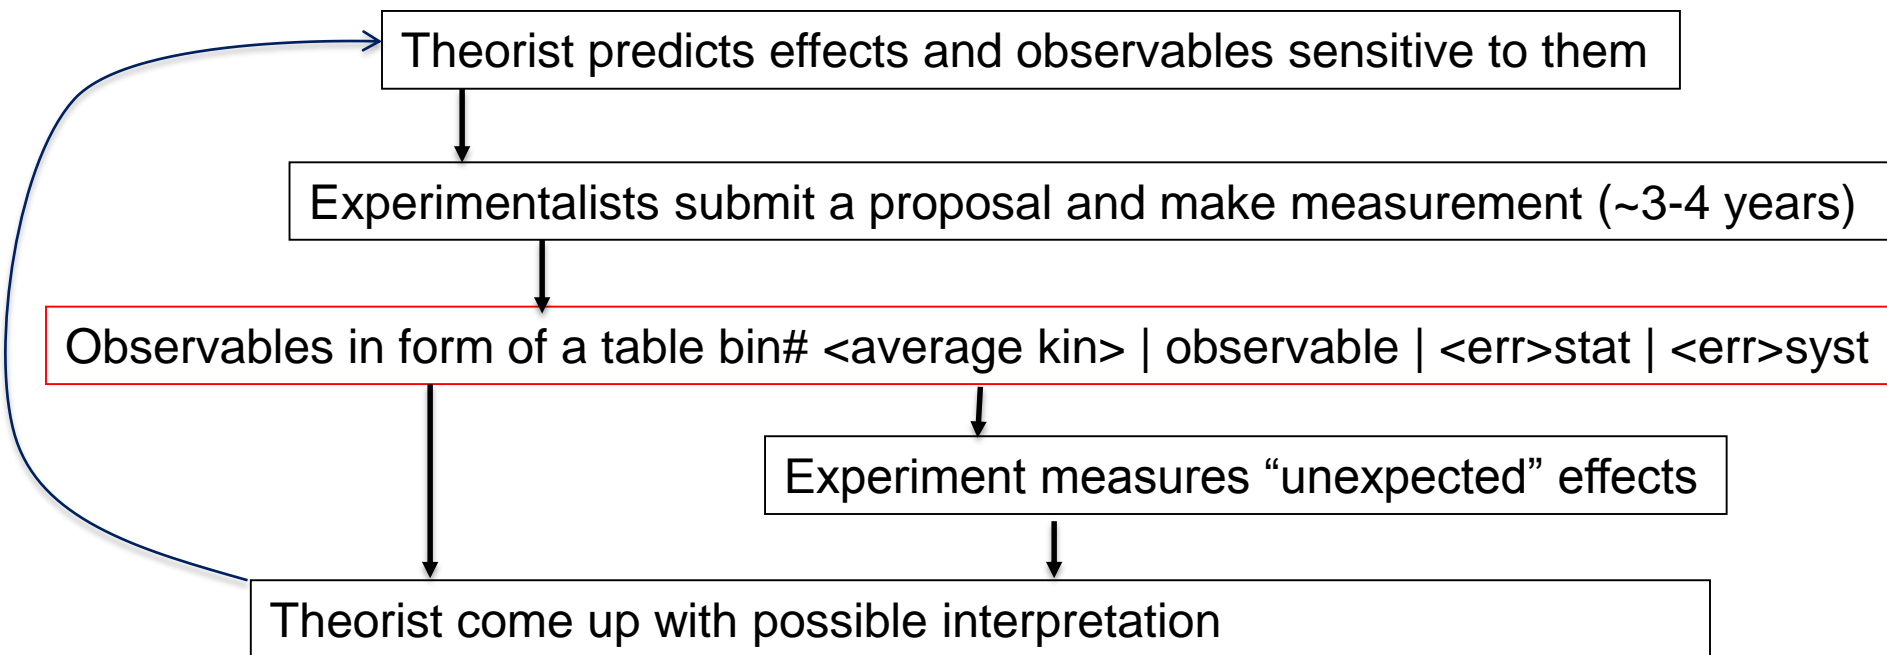 Theorist predicts effects and observables sensitive to them
Experimentalists submit a proposal and make measurement (~3-4 years)
Observables in form of a table bin# <average kin> | observable | <err>stat | <err>syst
Experiment measures “unexpected” effects
Theorist come up with possible interpretation